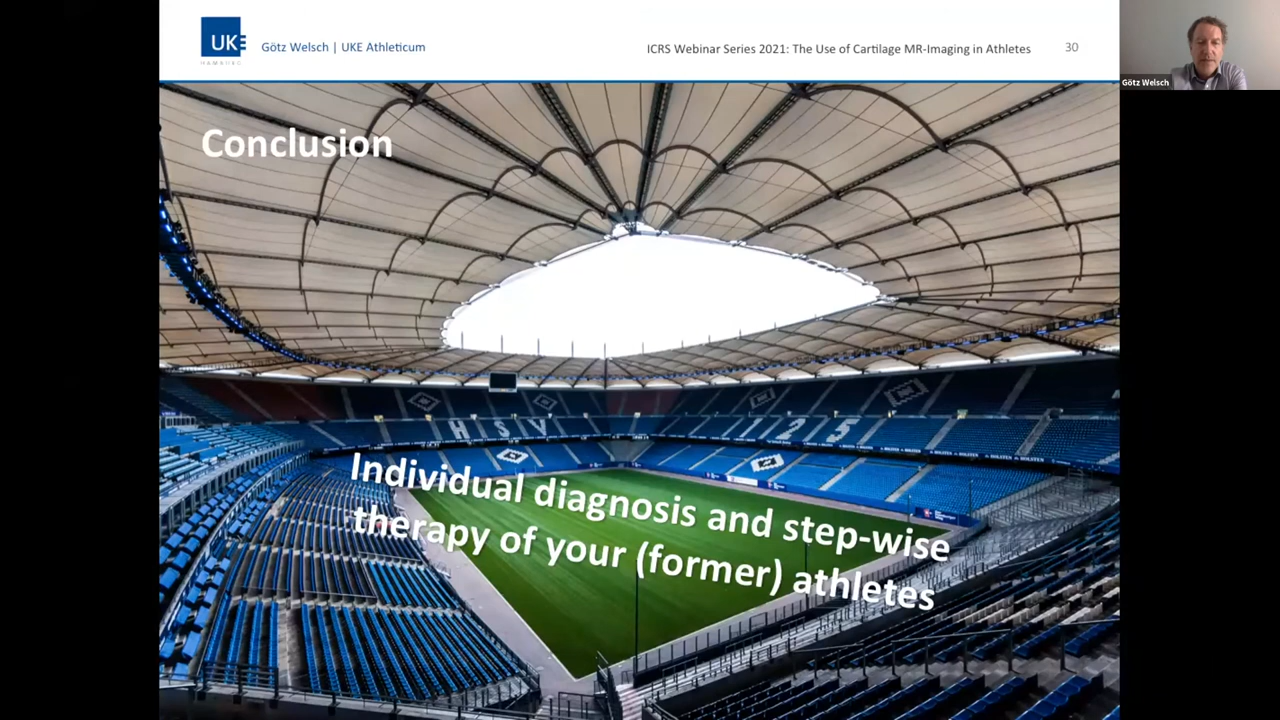 UKE
HAMBURG
Götz Welsch | UKE Athleticum
ICRS Webinar Series 2021: The Use of Cartilage MR-Imaging in Athletes
30
Götz Welsch
Conclusion
HSV
125
Individual diagnosis and step-wise
therapy of your (former) athletes